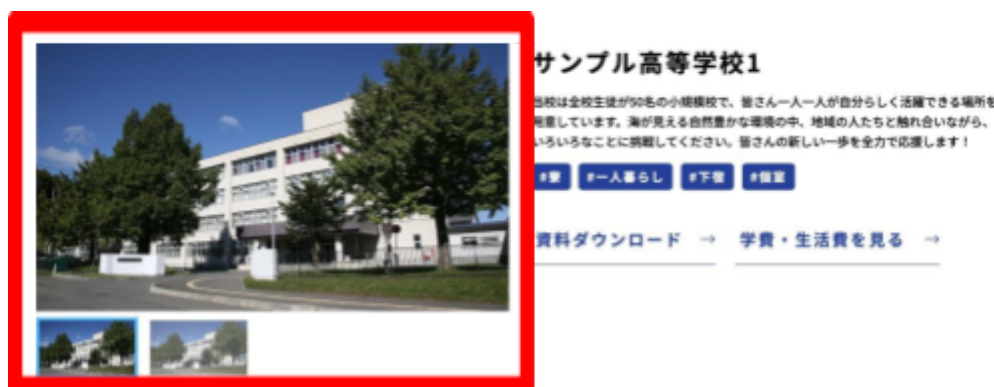 サンプル高等学校1
当校は全校生徒が50名の小規模校で、皆さん一人一人が自分らしく活躍できる場所を
用意しています。海が見える自然豊かな環境の中、地域の人たちと触れ合いながら、
いろいろなことに挑戦してください。皆さんの新しい一歩を全力で応援します！
#寮 #一人暮らし #下宿 #個室
資料ダウンロード → 学費・生活費を見る →